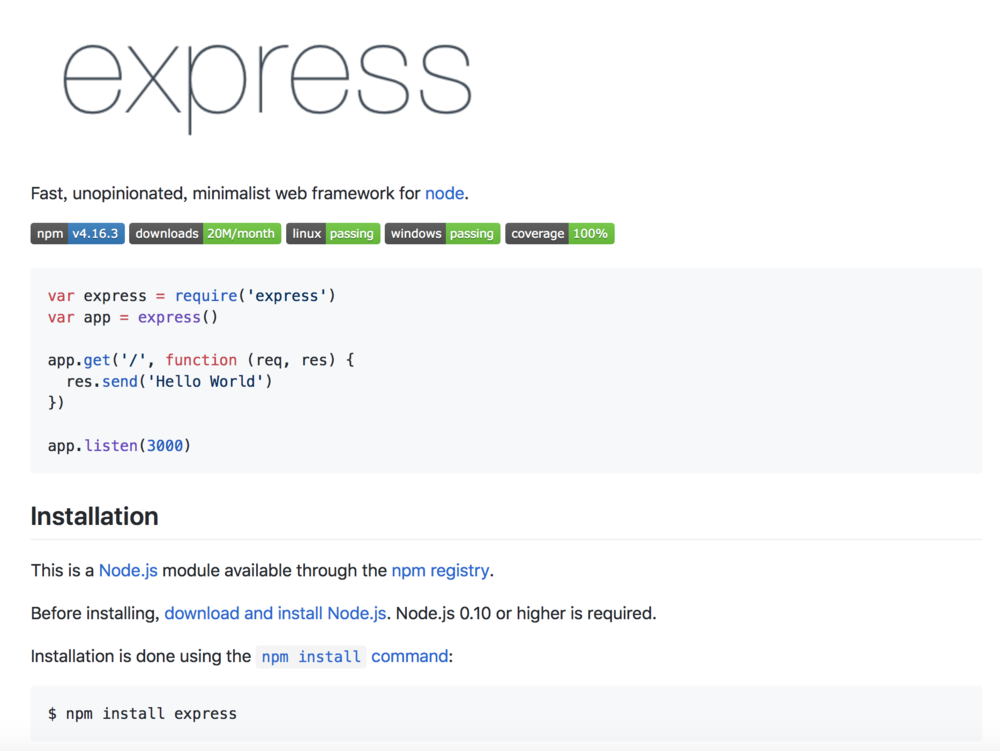 express
Fast, unopinionated, minimalist web framework for node.
npm v4.16.3 downloads 20M/month linux passing windows passing coverage 100%
var express = require('express')
var app = express()
app.get('/', function (req, res) {
  res.send('Hello World')
})
app.listen(3000)
Installation
This is a Node.js module available through the npm registry.
Before installing, download and install Node.js. Node.js 0.10 or higher is required.
Installation is done using the npm install command:
$ npm install express